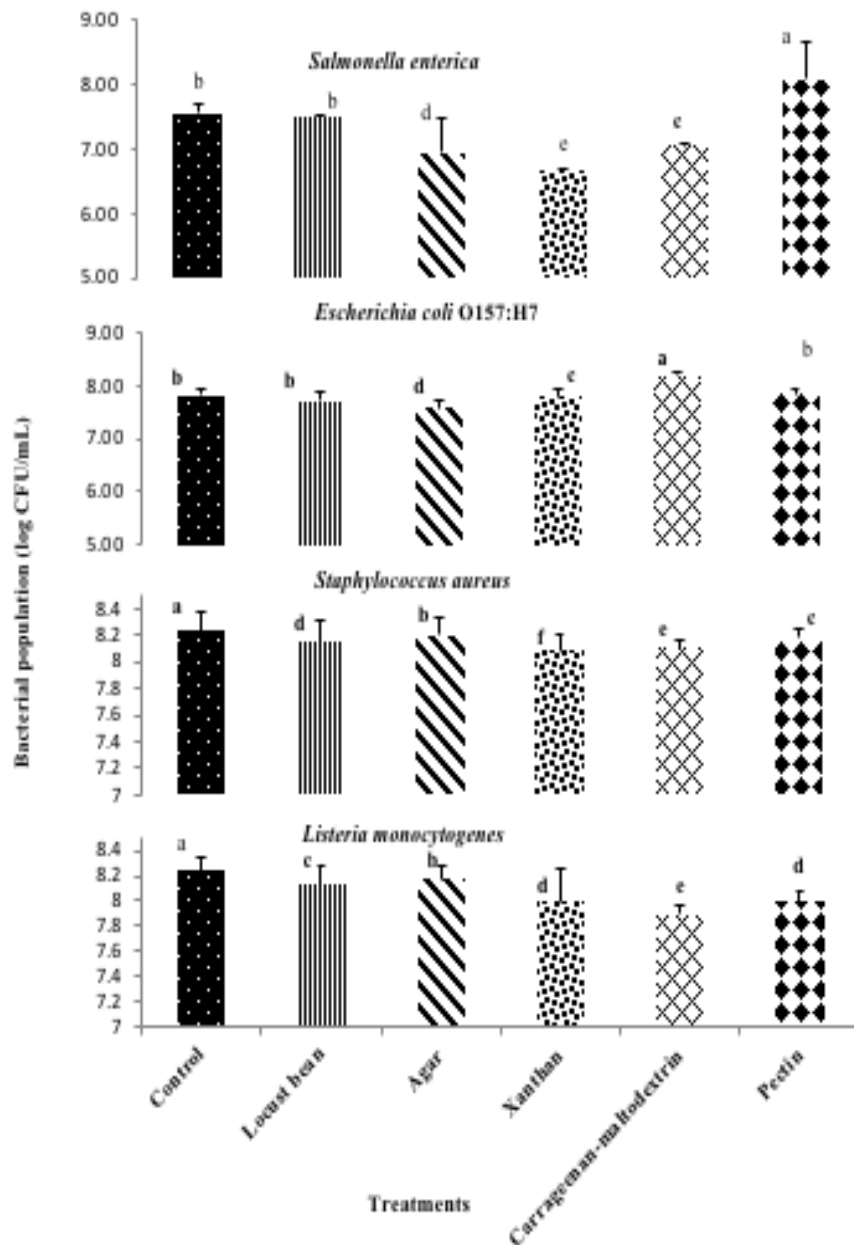 9.00
Salmonella enterica
a
8.00
b
b
d
7.00
6.00
5.00
Escherichia coli O157:H7
9.00
a
b
8.00
b
b
d
7.00
6.00
5.00
Staphylococcus aureus
8.4
a
d
b
f
e
c
8.2
8
7.8
7.6
7.4
7.2
7
Listeria monocytogenes
8.4
a
c
b
d
e
d
8.2
8
7.8
7.6
7.4
7.2
7
Bacterial population (log CFU/mL)
Control
Locust bean
Agar
Xanthan
Carrageenan-maltodextrin
Pectin
Treatments